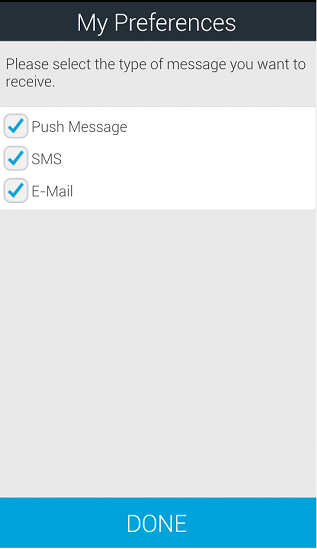 My Preferences
Please select the type of message you want to
receive.
Push Message
SMS
E-Mail
DONE